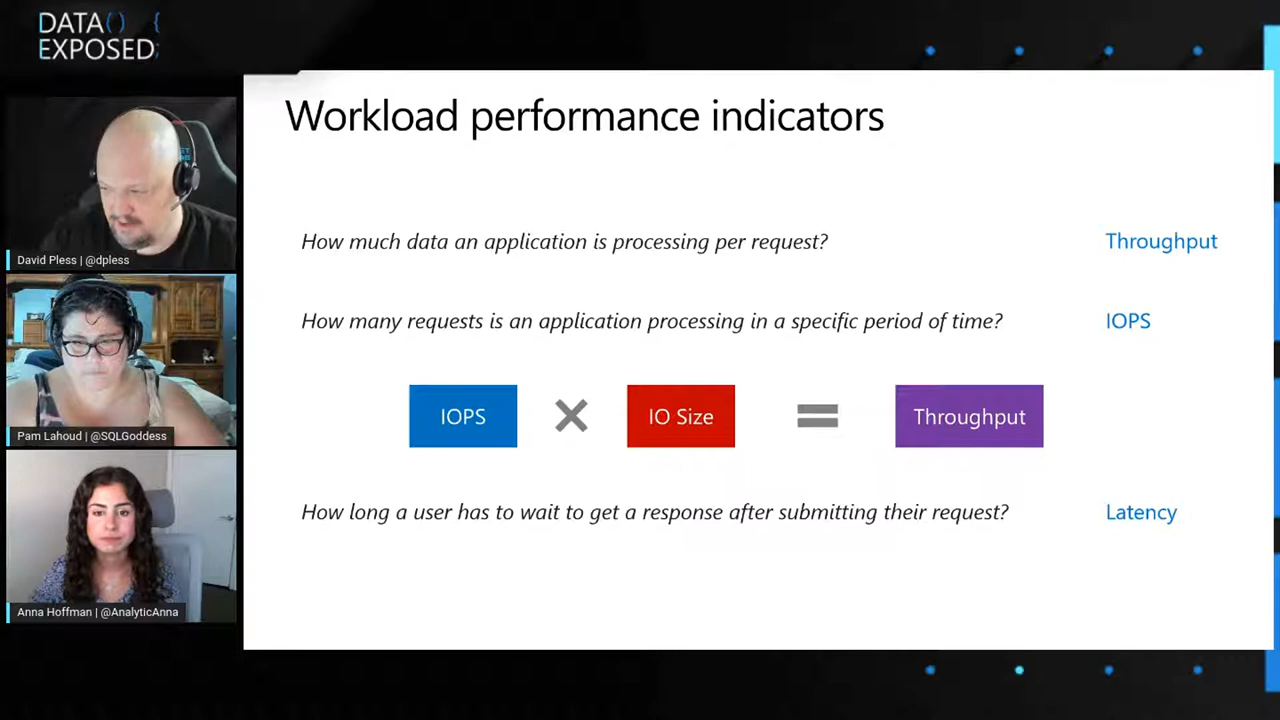 DATA() {
EXPOSED;
Workload performance indicators
How much data an application is processing per request?
Throughput
How many requests is an application processing in a specific period of time?
IOPS
IOPS
IO Size
Throughput
How long a user has to wait to get a response after submitting their request?
Latency
David Pless | @dpless
Pam Lahoud | @SQLGoddess
Anna Hoffman | @AnalyticAnna